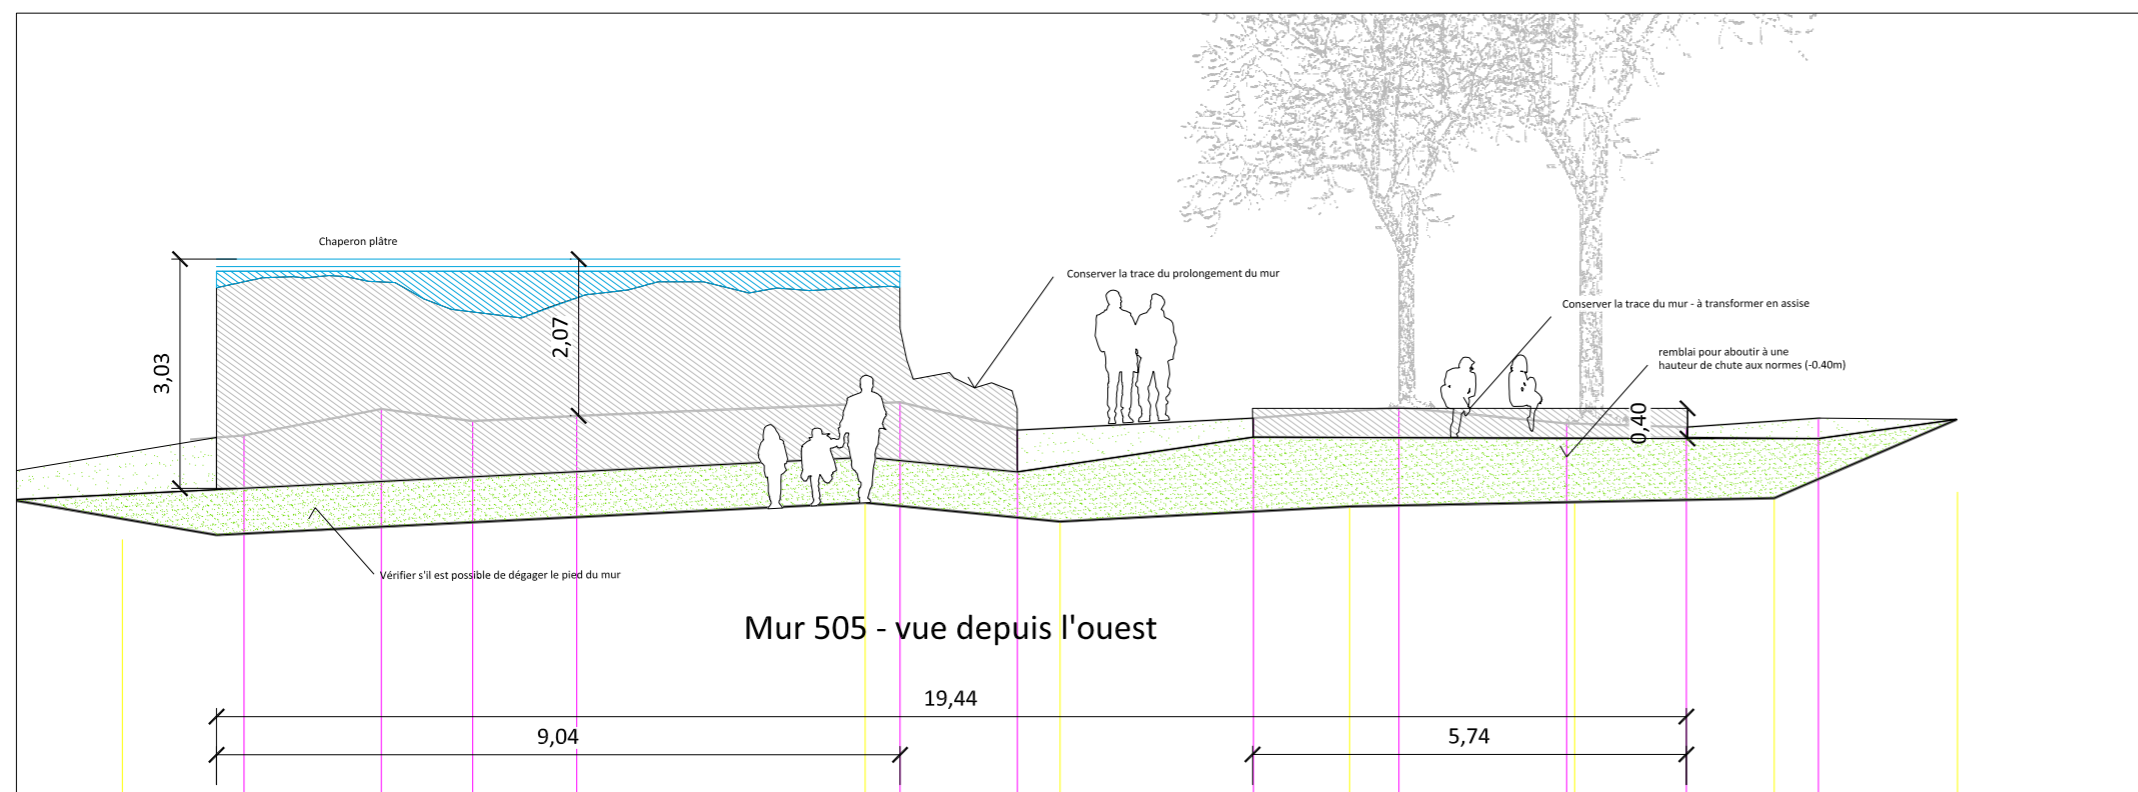 Chaperon plâtre
Conserver la trace du prolongement du mur
Conserver la trace du mur - à transformer en assise
remblai pour aboutir à une
hauteur de chute aux normes (-0.40m)
3,03
2,07
0,40
Vérifier s'il est possible de dégager le pied du mur
Mur 505 - vue depuis l'ouest
19,44
9,04
5,74